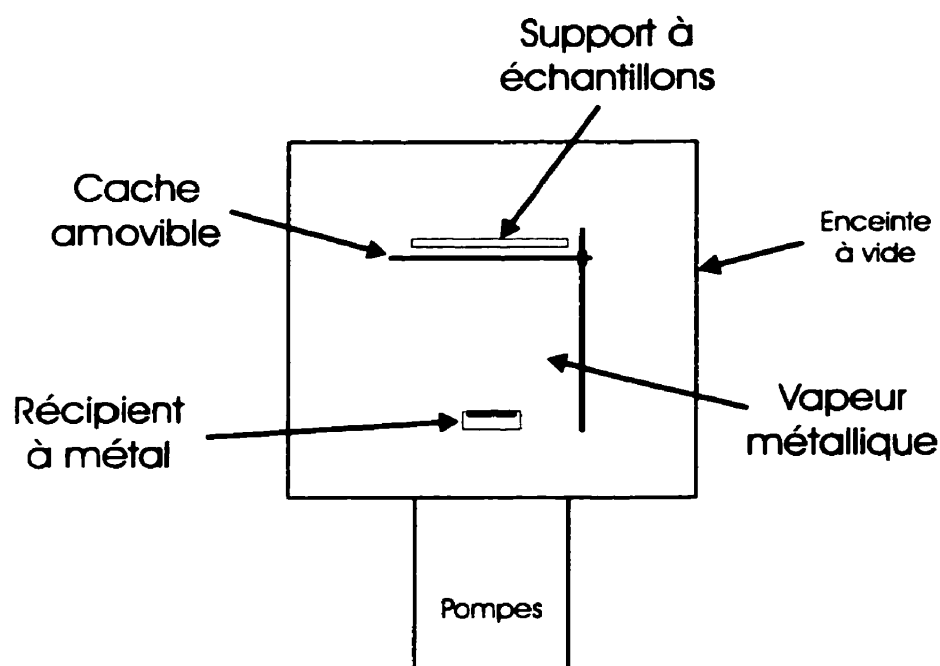 Support à
échantillons
Cache
amovible
Enceinte
à vide
Récipient
à métal
Vapeur
métallique
Pompes